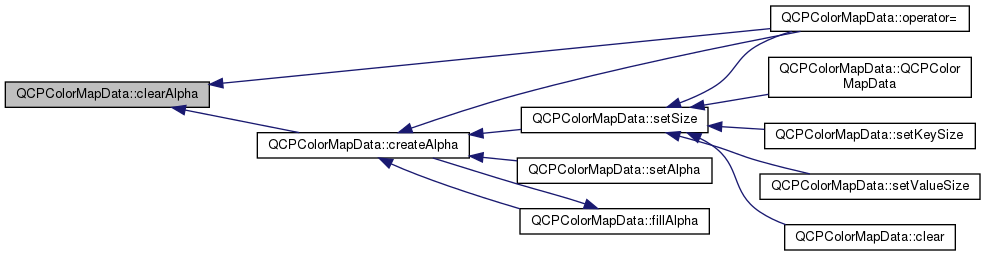 QCPColorMapData::clearAlpha
QCPColorMapData::createAlpha
QCPColorMapData::setSize
QCPColorMapData::setAlpha
QCPColorMapData::fillAlpha
QCPColorMapData::operator=
QCPColorMapData::QCPColor
MapData
QCPColorMapData::setKeySize
QCPColorMapData::setValueSize
QCPColorMapData::clear